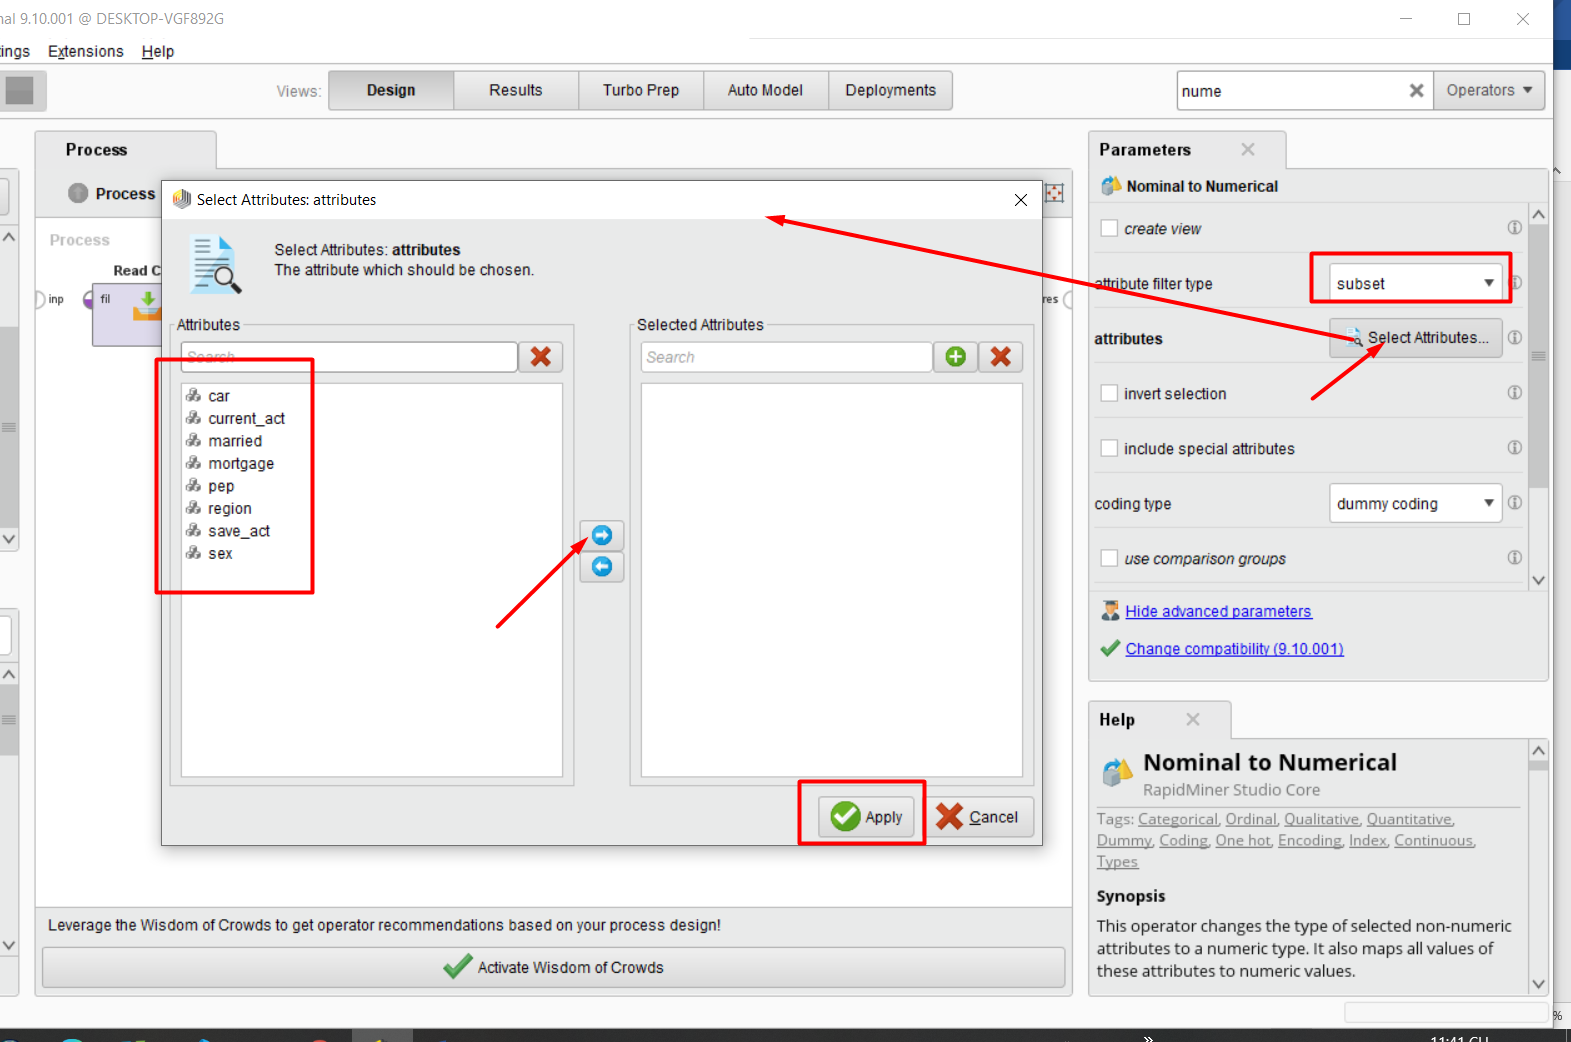 nal 9.10.001 @ DESKTOP-VGF892G
ings Extensions Help
Views: Design Results Turbo Prep Auto Model Deployments nume Operators
Process
Process
Process
Read C
inp fil
res
Select Attributes: attributes
Select Attributes: attributes
The attribute which should be chosen.
Attributes
Search
car
current_act
married
mortgage
pep
region
save_act
sex
Selected Attributes
Search
Apply Cancel
Leverage the Wisdom of Crowds to get operator recommendations based on your process design!
Activate Wisdom of Crowds
Parameters
Nominal to Numerical
create view
attribute filter type subset
attributes Select Attributes...
invert selection
include special attributes
coding type dummy coding
use comparison groups
Hide advanced parameters
Change compatibility (9.10.001)
Help
Nominal to Numerical
RapidMiner Studio Core
Tags: Categorical, Ordinal, Qualitative, Quantitative,
Dummy, Coding, One hot, Encoding, Index, Continuous,
Types
Synopsis
This operator changes the type of selected non-numeric
attributes to a numeric type. It also maps all values of
these attributes to numeric values.
%
11:41 CH